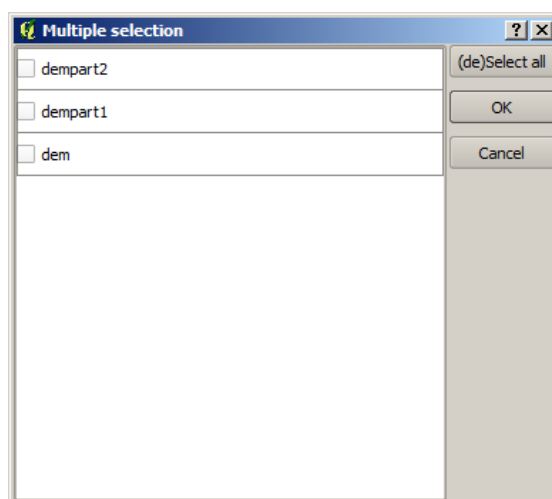 Multiple selection
(de)Select all
dempart2
OK
dempart1
Cancel
dem